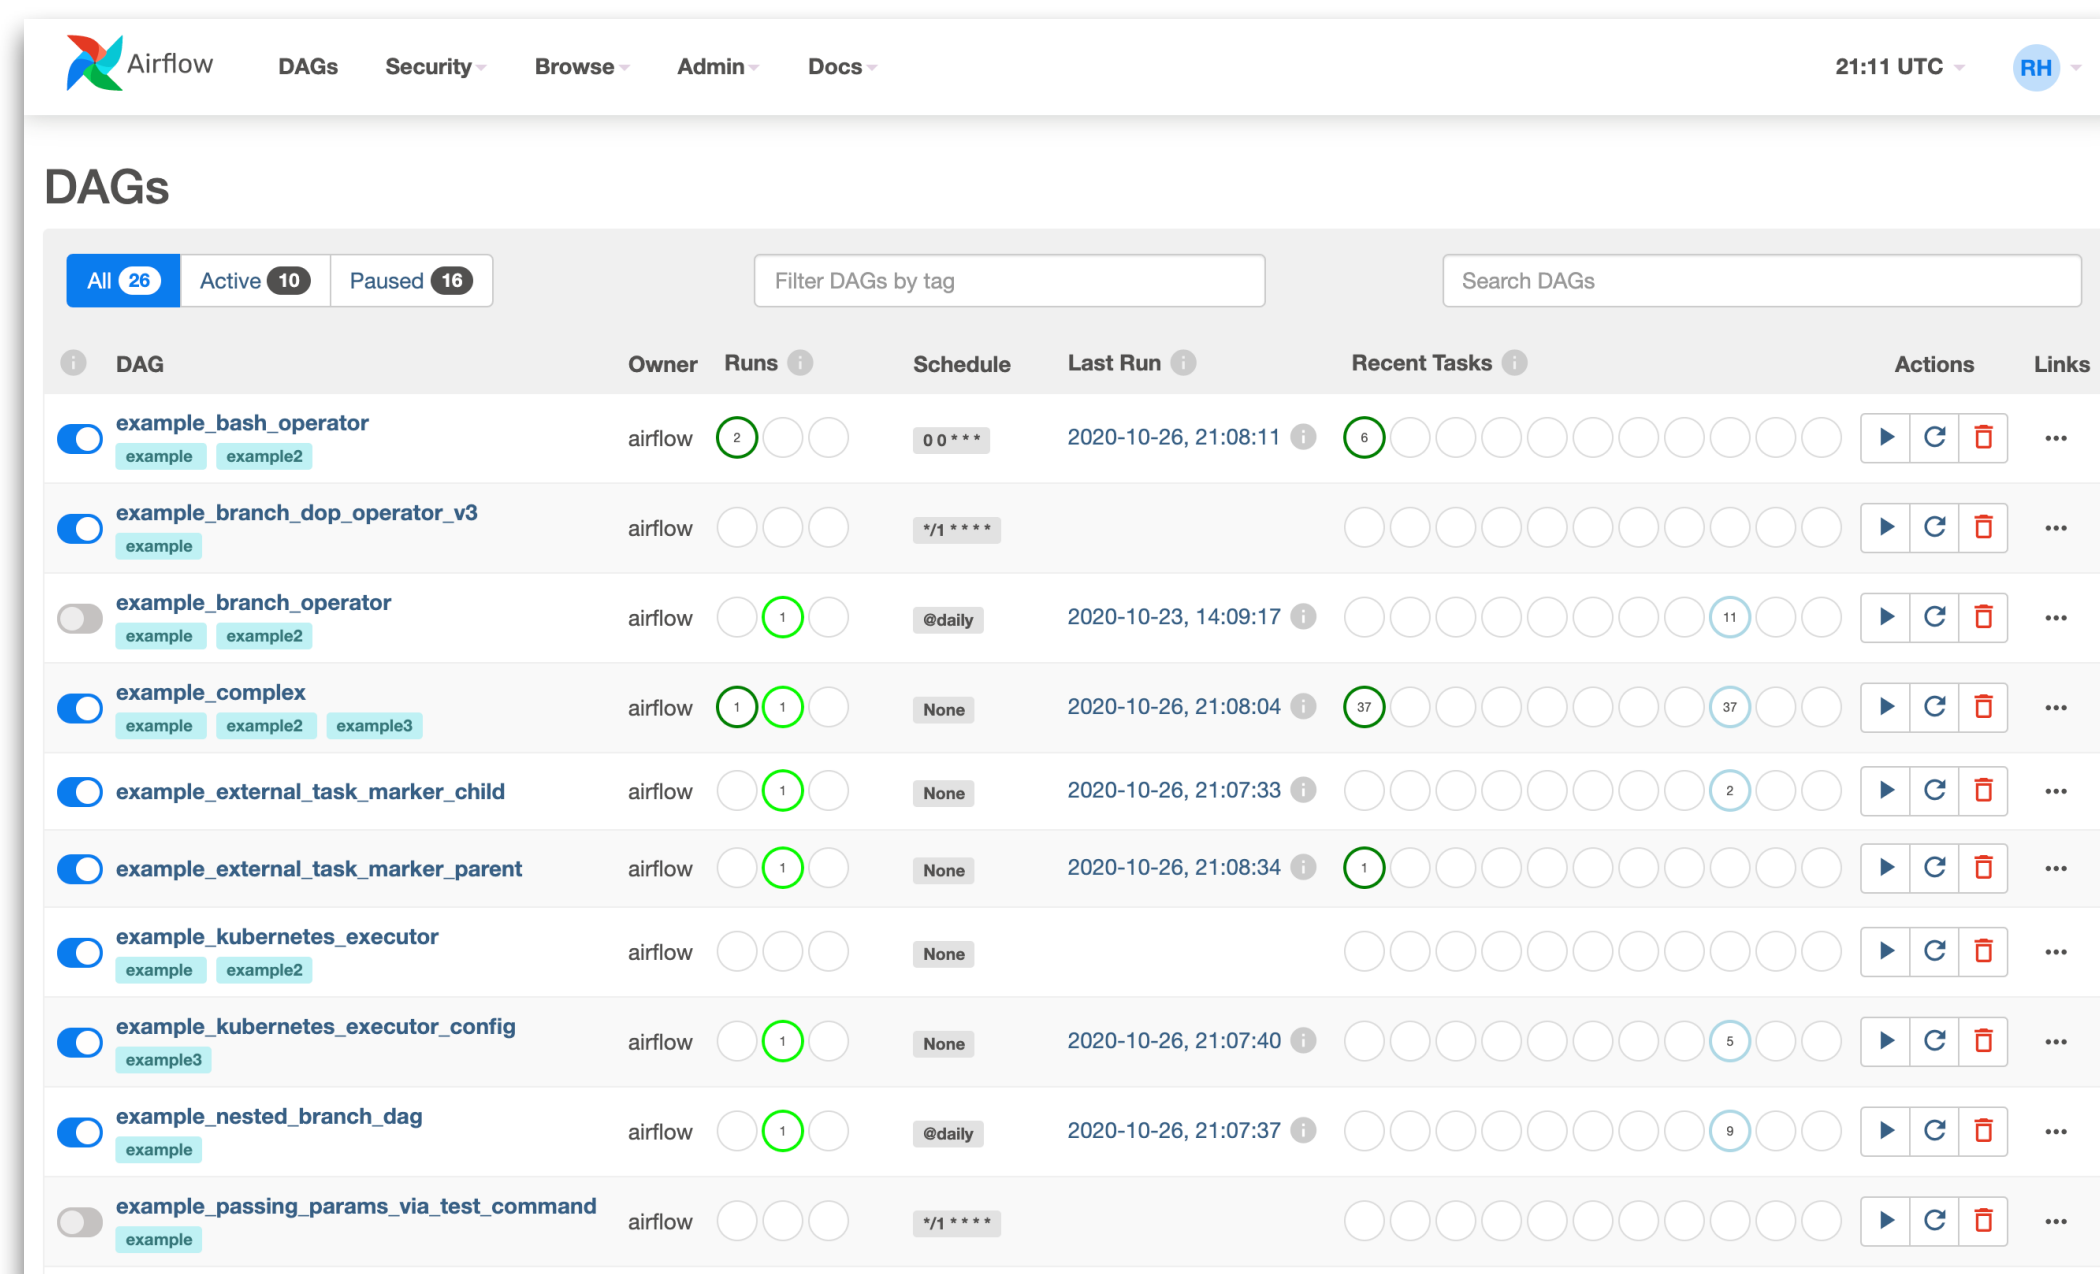 Airflow DAGs Security Browse Admin Docs 21:11 UTC RH
DAGs
All 26 Active 10 Paused 16 Filter DAGs by tag Search DAGs
i DAG Owner Runs i Schedule Last Run i Recent Tasks i Actions Links
example_bash_operator
airflow 2 0 0 * * * 2020-10-26, 21:08:11 i 6
example example2
example_branch_dop_operator_v3
airflow */1 * * * *
example
example_branch_operator
airflow 1 @daily 2020-10-23, 14:09:17 i 11
example example2
example_complex
airflow 1 1 None 2020-10-26, 21:08:04 i 37 37
example example2 example3
example_external_task_marker_child airflow 1 None 2020-10-26, 21:07:33 i 2
example_external_task_marker_parent airflow 1 None 2020-10-26, 21:08:34 i 1
example_kubernetes_executor
airflow None
example example2
example_kubernetes_executor_config
airflow 1 None 2020-10-26, 21:07:40 i 5
example3
example_nested_branch_dag
airflow 1 @daily 2020-10-26, 21:07:37 i 9
example
example_passing_params_via_test_command
airflow */1 * * * *
example